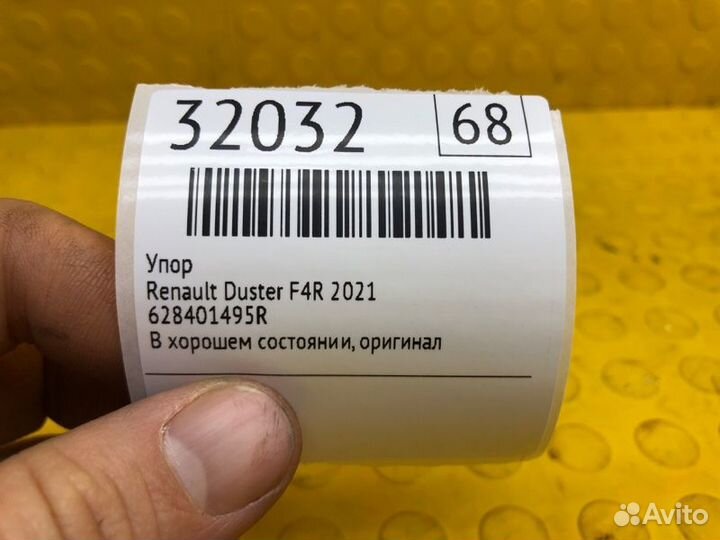 32032
68
Упор
Renault Duster F4R 2021
628401495R
В хорошем состоянии, оригинал
Avito